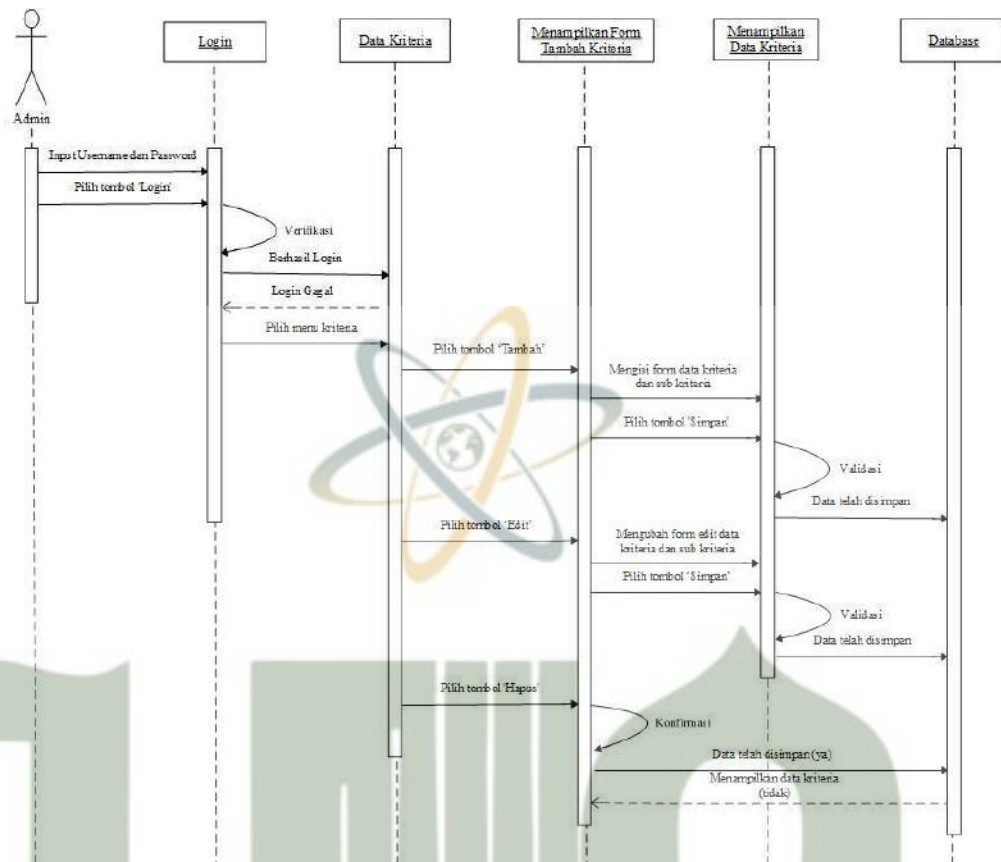 Login
Data Kriteria
Menampilkan Form
Tambah Kriteria
Menampilkan
Data Kriteria
Database
Admin
Input Username dan Password
Pilih tombol 'Login'
Verifikasi
Berhasil Login
Login Gagal
Pilih menu kriteria
Pilih tombol 'Tambah'
Mengisi form data kriteria
dan sub kriteria
Pilih tombol 'Simpan'
Validasi
Data telah disimpan
Pilih tombol 'Edit'
Mengubah form edit data
kriteria dan sub kriteria
Pilih tombol 'Simpan'
Validasi
Data telah disimpan
Pilih tombol 'Hapus'
Konfirmasi
Data telah disimpan (ya)
Menampilkan data kriteria
(tidak)